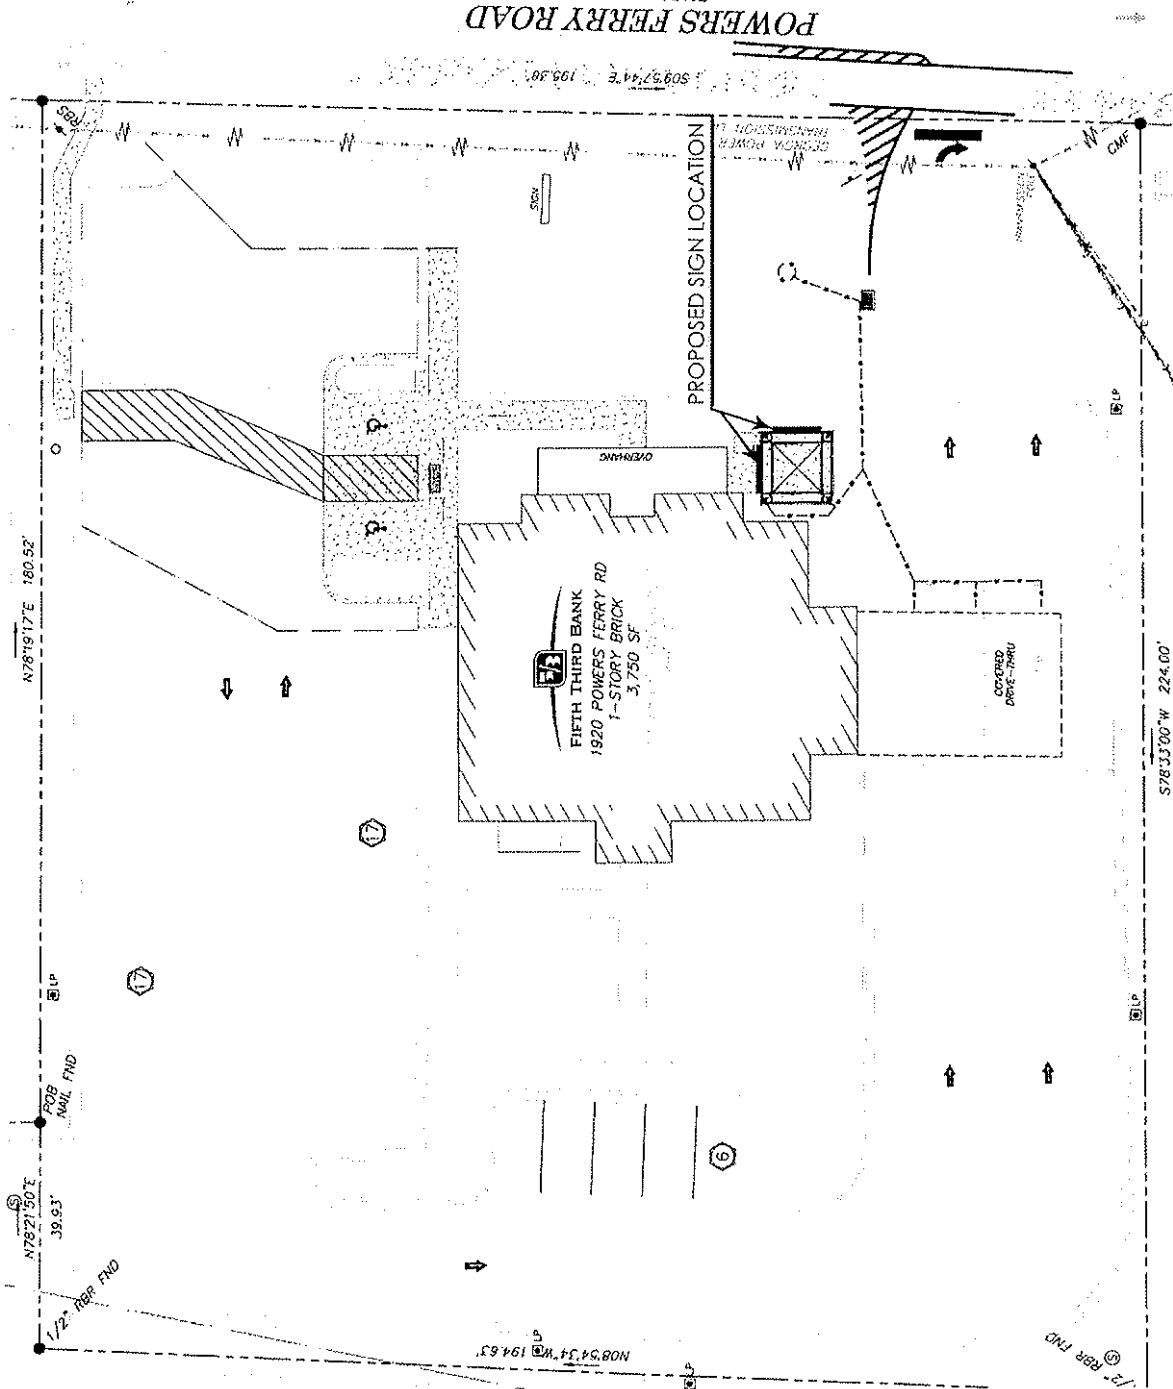 POWERS FERRY ROAD
S09°57'44"E 195.38'
RBS
GEORGIA POWER
TRANSMISSION L
CMF
SIGN
PROPOSED SIGN LOCATION
TRANSMISSION
POLE
LP
OVERHANG
N78°19'17"E 180.52'
FIFTH THIRD BANK
1920 POWERS FERRY RD
1-STORY BRICK
3,750 SF
COVERED
DRIVE-THRU
S78°33'00"W 224.00'
17
17
LP
LP
POB
NAIL FND
6
S
N78°21'50"E
39.93'
1/2" RBR FND
N08°54'34"W 194.63'
LP
LP
1/2" RBR FND
S